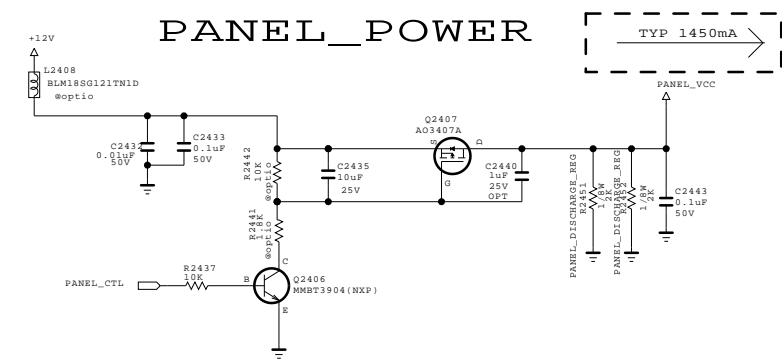 PANEL_POWER
TYP 1450mA
+12V
L2408
BLM18SG121TN1D
@optio
PANEL_VCC
C2432
0.01uF
50V
C2433
0.1uF
50V
R2442
10K
@optio
C2435
10uF
25V
Q2407
AO3407A
S
D
G
C2440
1uF
25V
OPT
PANEL_DISCHARGE_REG
R2451
1/8W
2K
PANEL_DISCHARGE_REG
R2452
1/8W
2K
C2443
0.1uF
50V
R2441
1.8K
@optio
PANEL_CTL
R2437
10K
B
C
E
Q2406
MMBT3904(NXP)